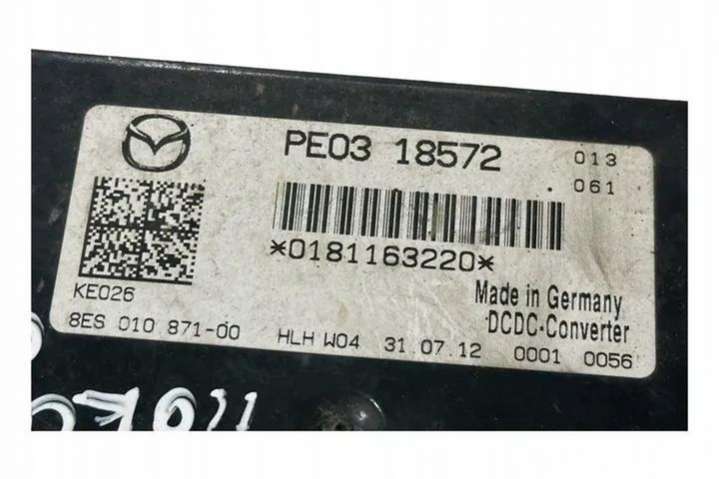 PE03 18572 013
061
*0181163220*
KE026
Made in Germany
DCDC-Converter
8ES 010 871-00 HLH W04 31 07.12 0001 0056